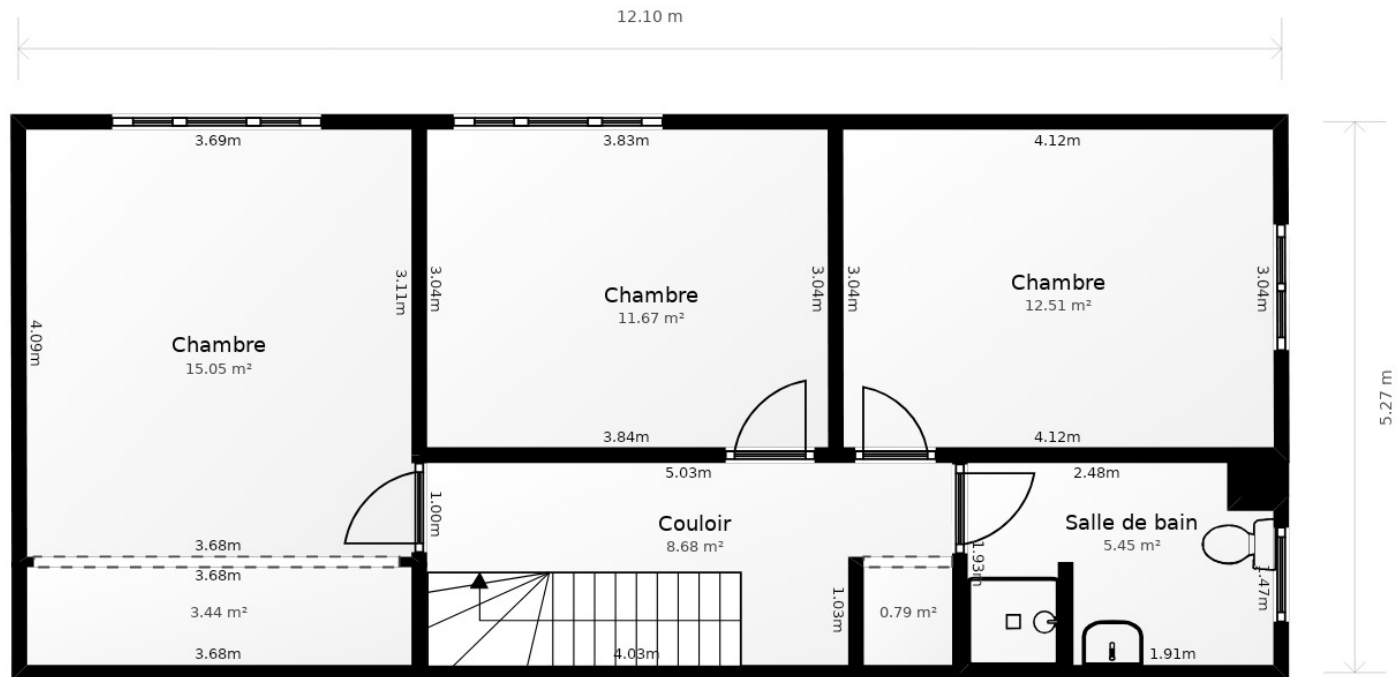 12.10 m
3.69m
3.83m
4.12m
3.11m
3.04m
3.04m
3.04m
3.04m
4.09m
Chambre
15.05 m²
Chambre
11.67 m²
Chambre
12.51 m²
5.27 m
3.84m
4.12m
5.03m
2.48m
1.00m
Couloir
8.68 m²
Salle de bain
5.45 m²
3.68m
3.68m
3.44 m²
3.68m
1.93m
1.47m
1.03m
0.79 m²
4.03m
1.91m